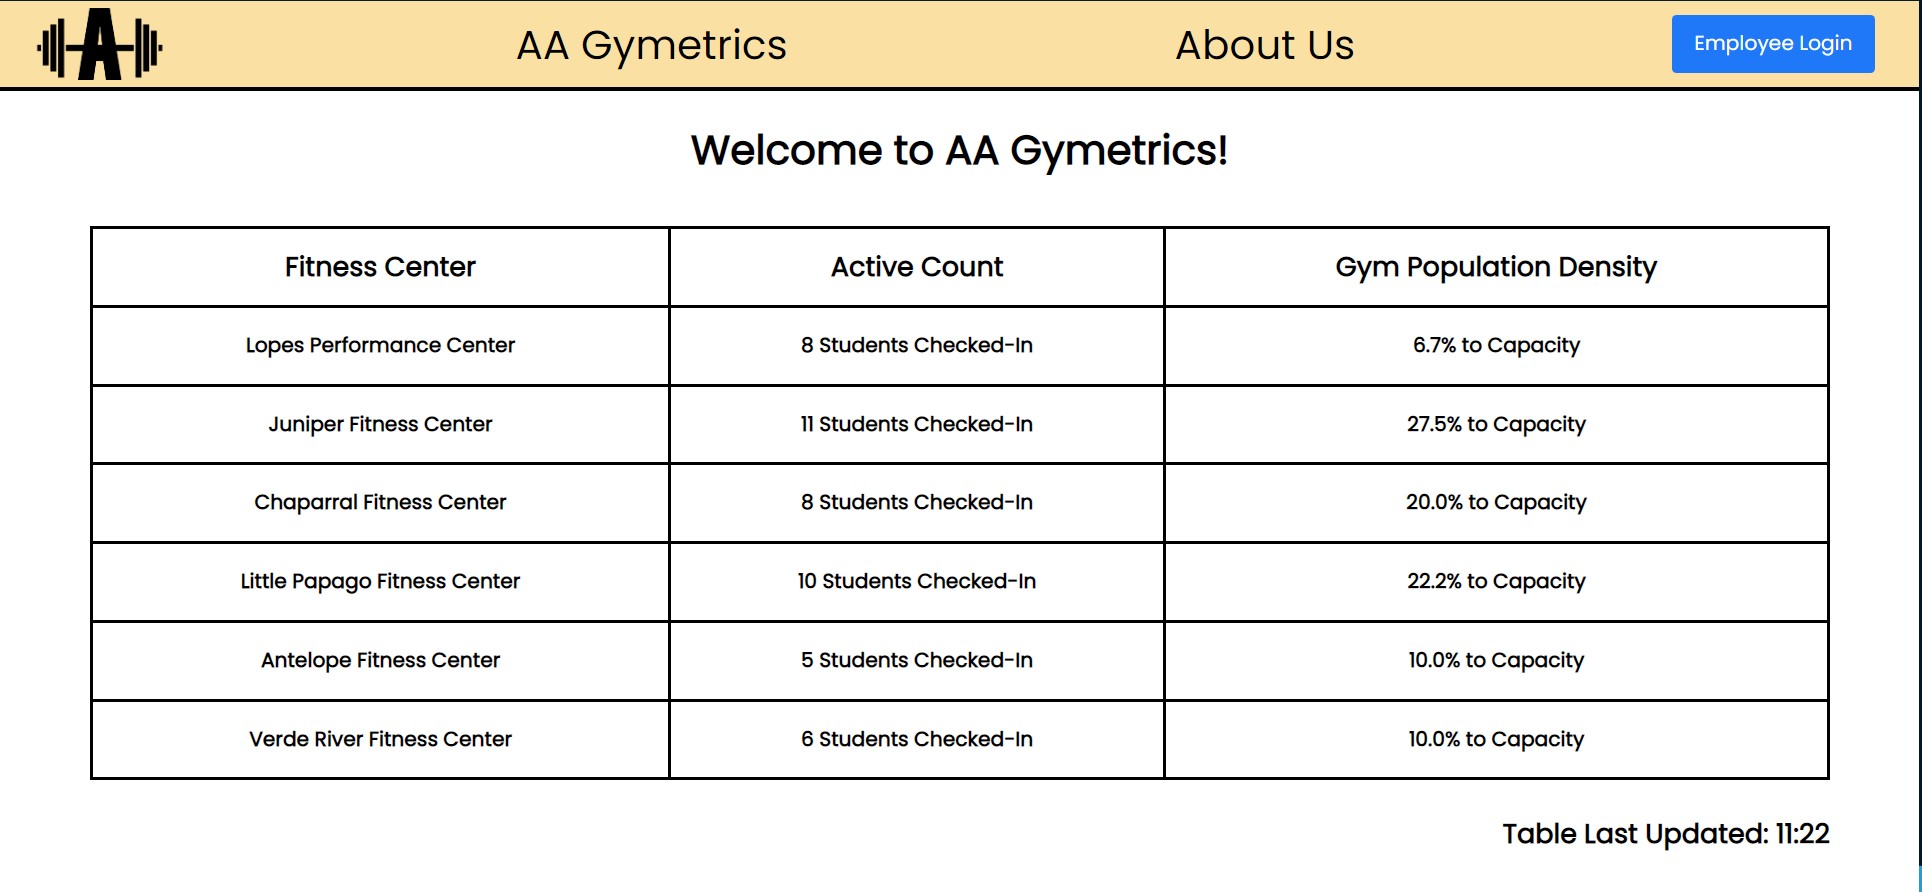 A
AA Gymetrics
About Us
Employee Login
Welcome to AA Gymetrics!
Fitness Center Active Count Gym Population Density
Lopes Performance Center 8 Students Checked-In 6.7% to Capacity
Juniper Fitness Center 11 Students Checked-In 27.5% to Capacity
Chaparral Fitness Center 8 Students Checked-In 20.0% to Capacity
Little Papago Fitness Center 10 Students Checked-In 22.2% to Capacity
Antelope Fitness Center 5 Students Checked-In 10.0% to Capacity
Verde River Fitness Center 6 Students Checked-In 10.0% to Capacity
Table Last Updated: 11:22